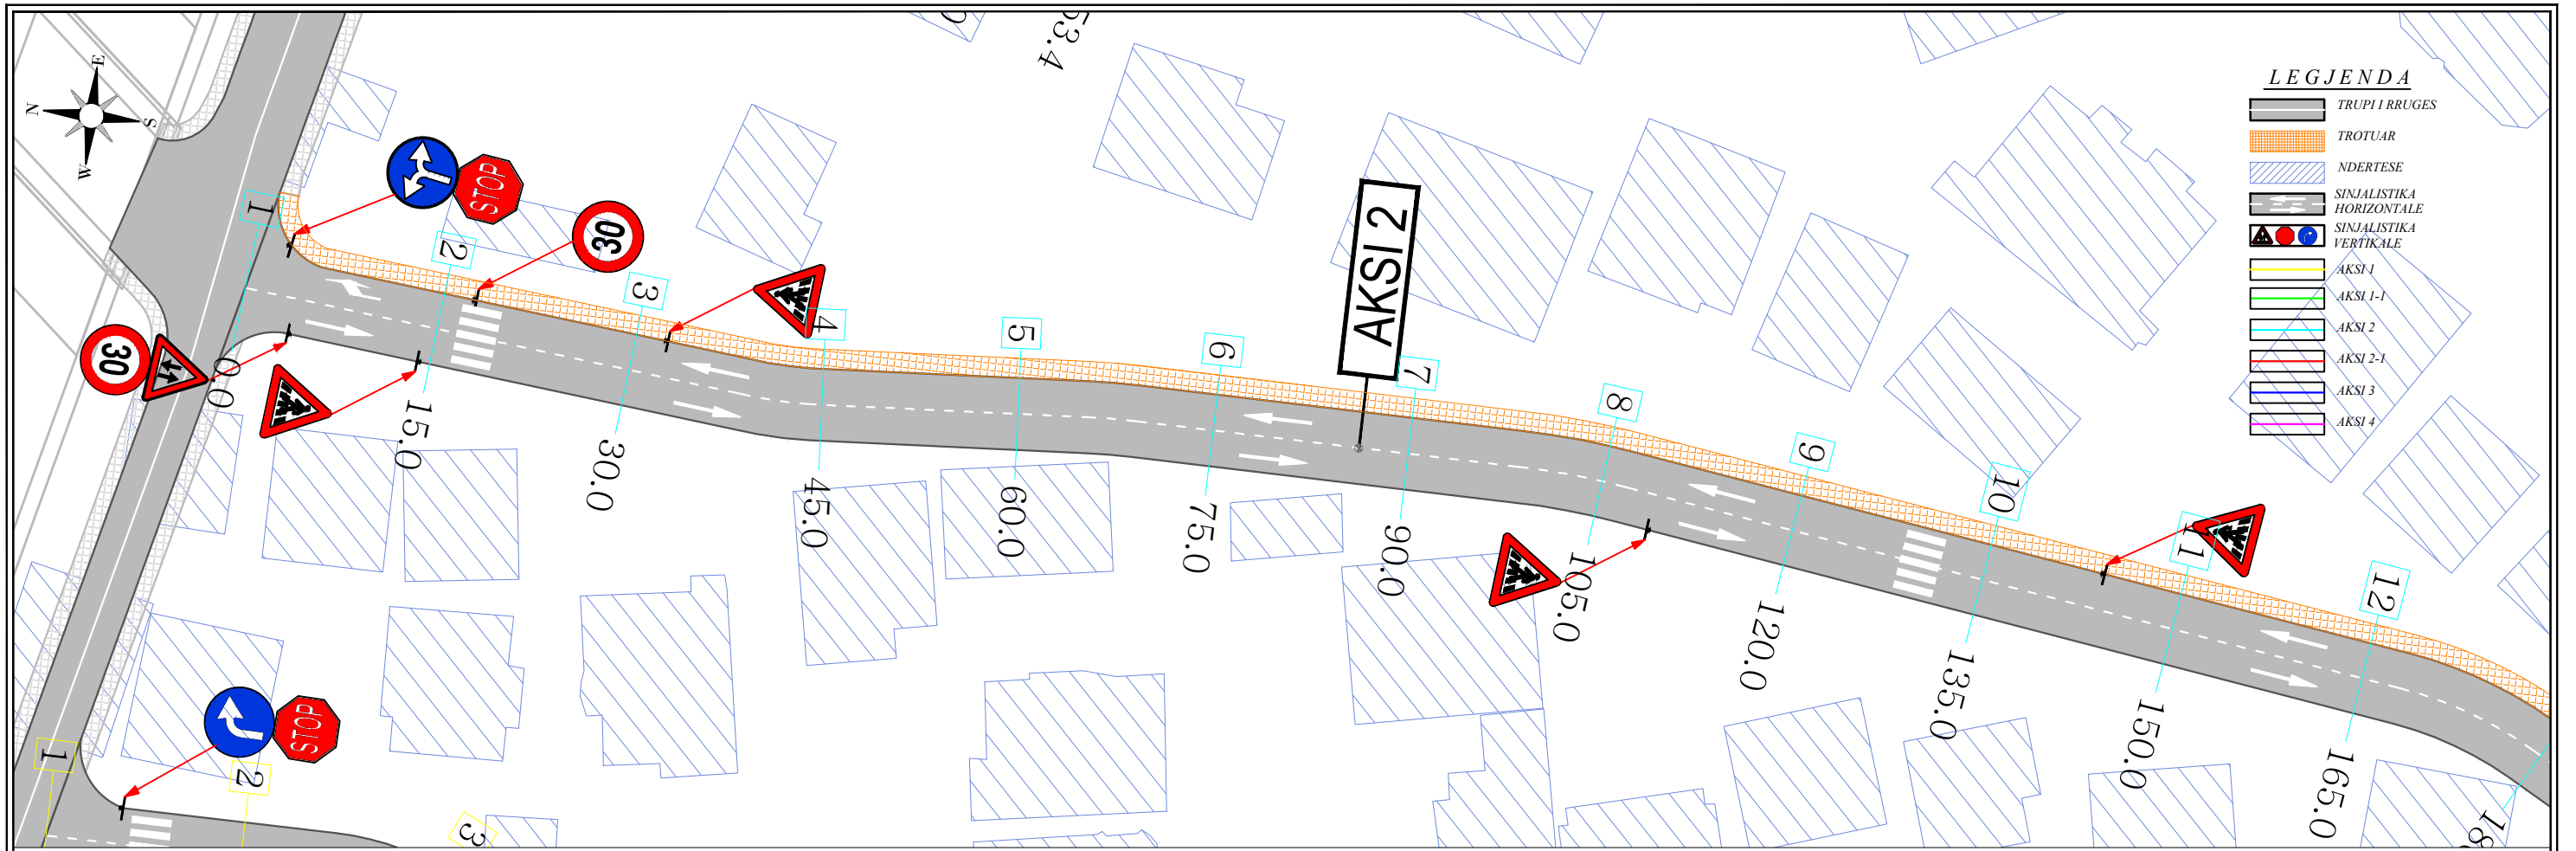 LEGJENDA
TRUPI I RRUGES
TROTUAR
NDERTESE
SINJALISTIKA
HORIZONTALE
SINJALISTIKA
VERTIKALE
AKSI 1
AKSI 1-1
AKSI 2
AKSI 2-1
AKSI 3
AKSI 4
E
N
S
W
53.4
STOP
30
AKSI 2
1
2
3
4
5
6
7
8
9
10
11
12
30
0.0
15.0
30.0
45.0
60.0
75.0
90.0
105.0
120.0
135.0
150.0
165.0
18
STOP
1
2
3